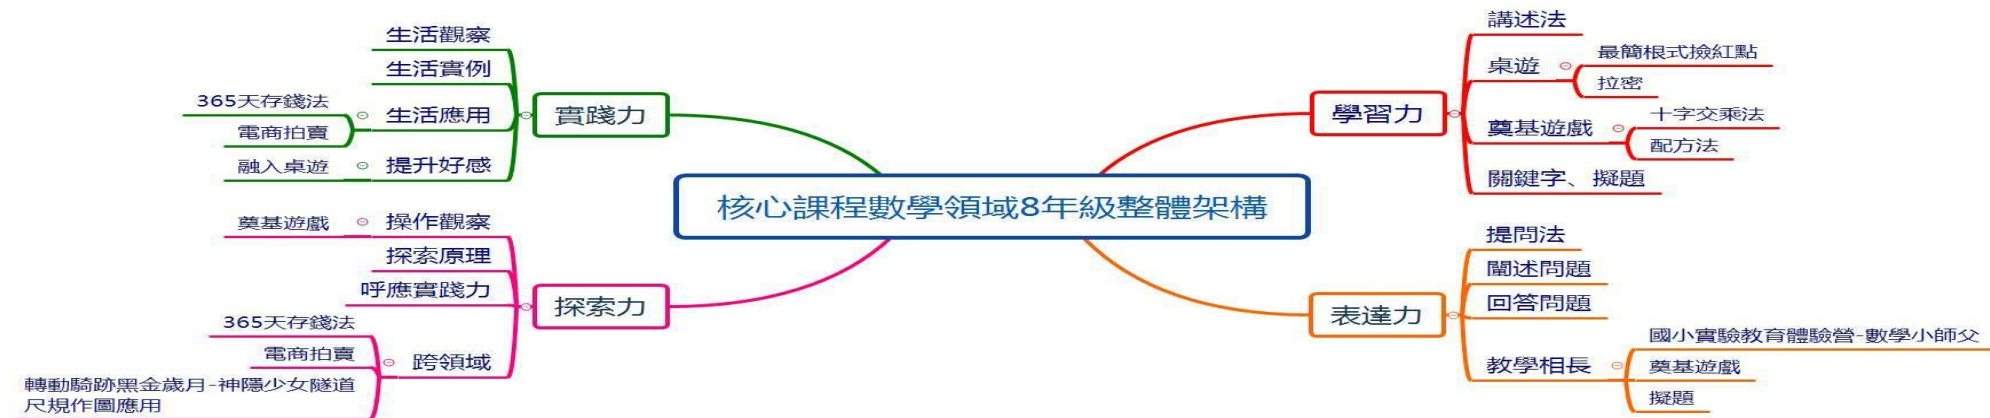 核心課程數學領域8年級整體架構
學習力
講述法
桌遊
最簡根式撿紅點
拉密
奠基遊戲
十字交乘法
配方法
關鍵字、擬題
表達力
提問法
闡述問題
回答問題
教學相長
國小實驗教育體驗營-數學小師父
奠基遊戲
擬題
實踐力
生活觀察
生活實例
生活應用
365天存錢法
電商拍賣
提升好感
融入桌遊
探索力
操作觀察
奠基遊戲
探索原理
呼應實踐力
跨領域
365天存錢法
電商拍賣
轉動騎跡黑金歲月-神隱少女隧道
尺規作圖應用